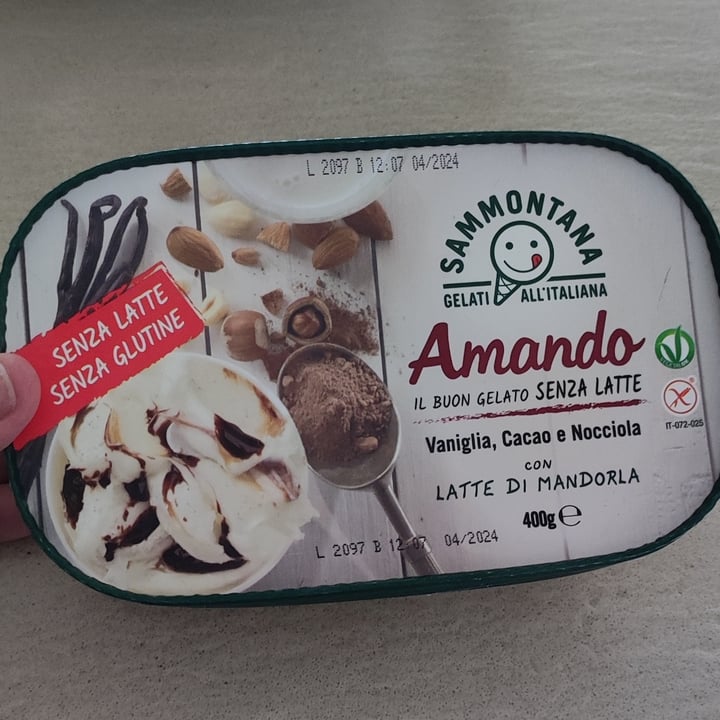 L 2097 B 12:07 04/2024
SAMMONTANA
GELATI ALL'ITALIANA
SENZA LATTE
SENZA GLUTINE
Amando
IL BUON GELATO SENZA LATTE
Vaniglia, Cacao e Nocciola
CON
LATTE DI MANDORLA
400g e
IT-072-025
L 2097 B 12:07 04/2024